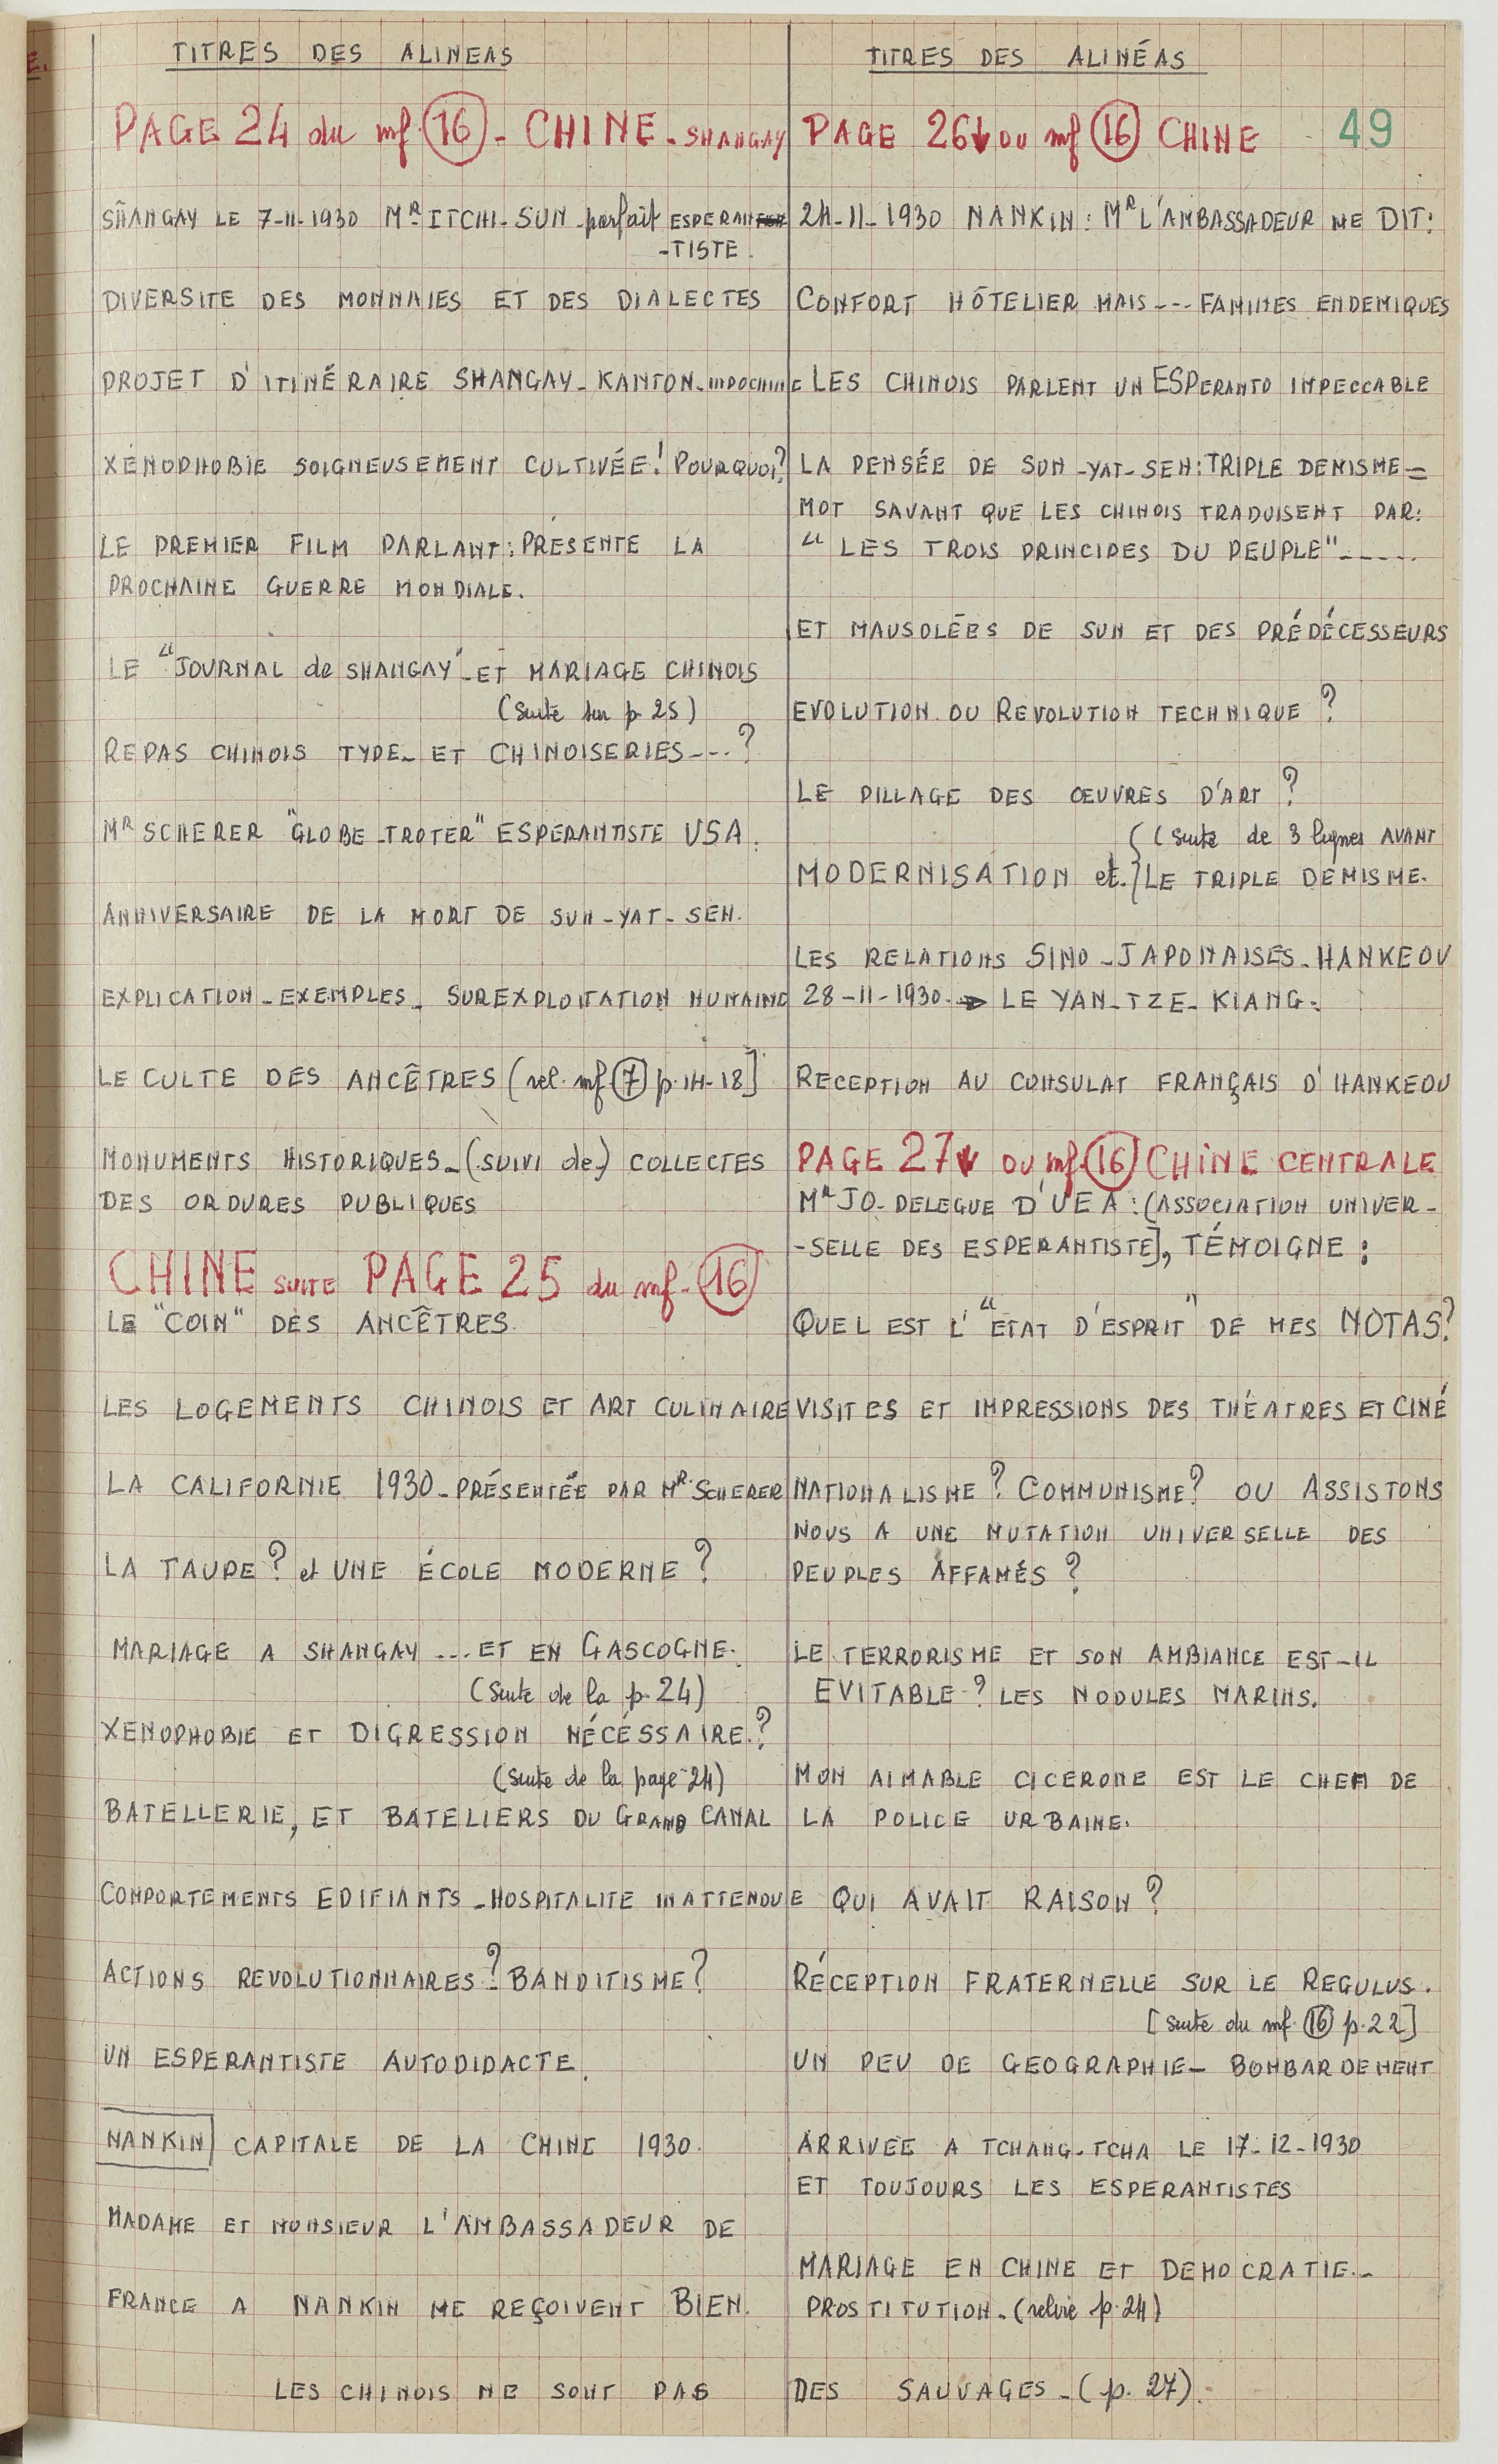 TITRES DES ALINEAS
PAGE 24 du mf. 16 - CHINE - SHANGAY
SHANGAY LE 7-11-1930 MR ITCHI-SUN parfait ESPERAN
-TISTE.
DIVERSITE DES MONNAIES ET DES DIALECTES
PROJET D'ITINÉRAIRE SHANGAY- KANTON-INDOCHINE
XENOPHOBIE SOIGNEUSEMENT CULTIVÉE! POURQUOI?
LE PREMIER FILM PARLANT: PRÉSENTE LA
PROCHAINE GUERRE MONDIALE.
LE "JOURNAL de SHANGAY" - ET MARIAGE CHINOIS
(Suite sur p. 25)
REPAS CHINOIS TYPE- ET CHINOISERIES---?
MR SCHERER "GLOBE-TROTER" ESPERANTISTE USA.
ANNIVERSAIRE DE LA MORT DE SUN-YAT-SEN.
EXPLICATION-EXEMPLES- SUREXPLOITATION HUMAINE
LE CULTE DES ANCÊTRES (rel. mf 7 p. 14-18]
MONUMENTS HISTORIQUES-(SUIVI de) COLLECTES
DES ORDURES PUBLIQUES
CHINE SUITE PAGE 25 du mf. 16
LE "COIN" DES ANCÊTRES
LES LOGEMENTS CHINOIS ET ART CULINAIRE
LA CALIFORNIE 1930-PRÉSENTÉE PAR MR. SCHERER
LA TAUPE? et UNE ÉCOLE MODERNE?
MARIAGE A SHANGAY ... ET EN GASCOGNE.
(Suite de la p. 24)
XENOPHOBIE ET DIGRESSION NÉCÉSSAIRE.?
(Suite de la page 24)
BATELLERIE, ET BATELIERS DU GRAND CANAL
COMPORTEMENTS EDIFIANTS-HOSPITALITE INATTENDUE
ACTIONS REVOLUTIONNAIRES? BANDITISME?
UN ESPERANTISTE AUTODIDACTE.
NANKIN CAPITALE DE LA CHINE 1930.
MADAME ET MONSIEUR L'AMBASSADEUR DE
FRANCE A NANKIN ME REÇOIVENT BIEN.
TITRES DES ALINÉAS
49
PAGE 26↓ DU mf 16 CHINE
24-11-1930 NANKIN: MR L'AMBASSADEUR ME DIT:
CONFORT HÔTELIER MAIS--- FAMINES ENDEMIQUES
LES CHINOIS PARLENT UN ESPERANTO IMPECCABLE
LA PENSÉE DE SUN-YAT-SEN: TRIPLE DEMISME=
MOT SAVANT QUE LES CHINOIS TRADUISENT PAR:
"LES TROIS PRINCIPES DU PEUPLE"-----
ET MAUSOLÉES DE SUN ET DES PRÉDÉCESSEURS
EVOLUTION OU REVOLUTION TECHNIQUE?
LE PILLAGE DES ŒUVRES D'ART?
(Suite de 3 lignes AVANT
MODERNISATION et. LE TRIPLE DEMISME.
LES RELATIONS SINO-JAPONAISES-HANKEOU
28-11-1930. → LE YAN-TZE-KIANG.
RECEPTION AU CONSULAT FRANÇAIS D'HANKEOU
PAGE 27↓ DU mf. 16 CHINE CENTRALE
MR JO- DELEGUE D'UEA: (ASSOCIATION UNIVER-
-SELLE DES ESPERANTISTE], TÉMOIGNE:
QUEL EST L'"ETAT D'ESPRIT" DE MES NOTAS?
VISITES ET IMPRESSIONS DES THÉATRES ET CINÉ
NATIONALISME? COMMUNISME? OU ASSISTONS
NOUS A UNE MUTATION UNIVERSELLE DES
PEUPLES AFFAMÉS?
LE TERRORISME ET SON AMBIANCE EST-IL
EVITABLE-? LES NODULES MARINS.
MON AIMABLE CICERONE EST LE CHEF DE
LA POLICE URBAINE.
QUI AVAIT RAISON?
RÉCEPTION FRATERNELLE SUR LE REGULUS.
[Suite du mf. 16 p. 22]
UN PEU DE GEOGRAPHIE- BOMBARDEMENT
ARRIVEE A TCHANG-TCHA LE 17-12-1930
ET TOUJOURS LES ESPERANTISTES
MARIAGE EN CHINE ET DEMOCRATIE.-
PROSTITUTION-(relire p. 24)
LES CHINOIS NE SONT PAS DES SAUVAGES-(p. 27).